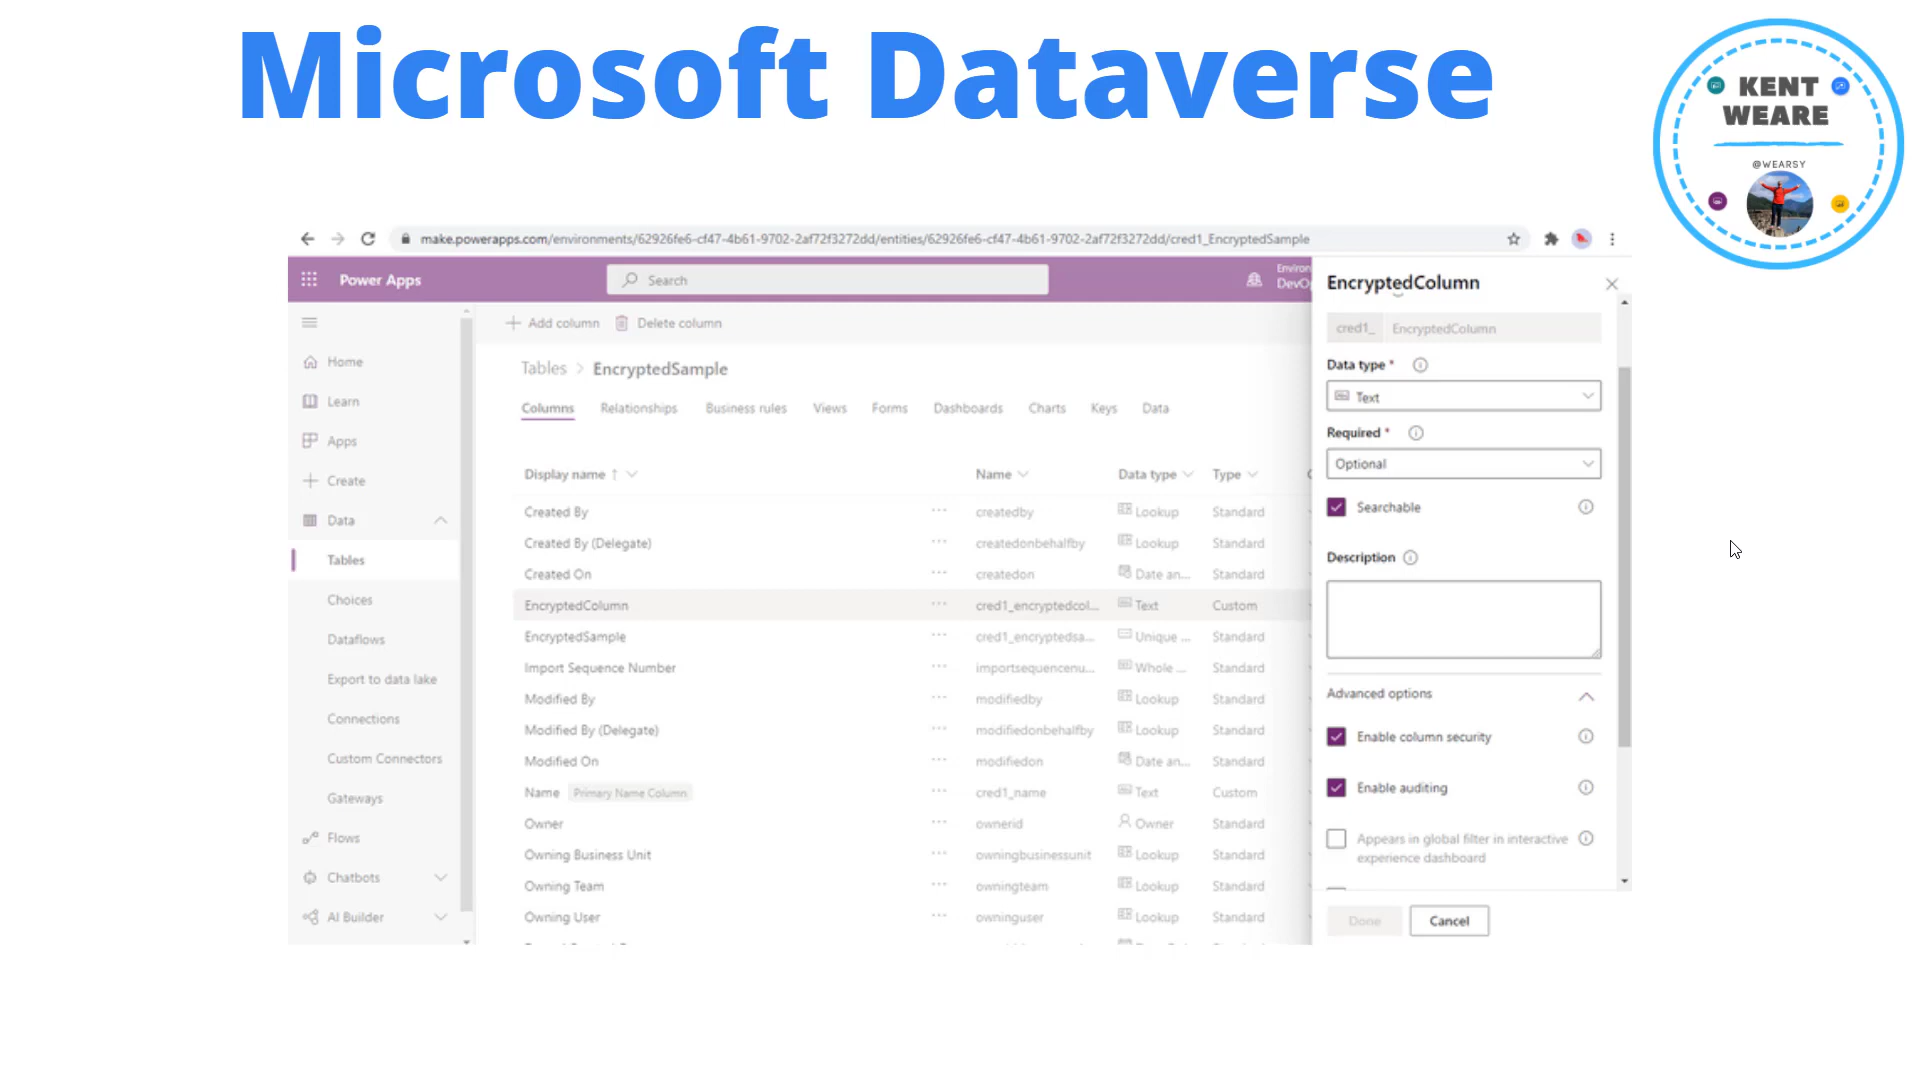 Microsoft Dataverse
KENT
WEARE
@WEARSY
make.powerapps.com/environments/62926fe6-cf47-4b61-9702-2af72f3272dd/entities/62926fe6-cf47-4b61-9702-2af72f3272dd/cred1_EncryptedSample
Power Apps
Search
Environ
DevOp
Home
Learn
Apps
Create
Data
Tables
Choices
Dataflows
Export to data lake
Connections
Custom Connectors
Gateways
Flows
Chatbots
AI Builder
Add column Delete column
Tables > EncryptedSample
Columns Relationships Business rules Views Forms Dashboards Charts Keys Data
Display name ↑ Name Data type Type
Created By ... createdby Lookup Standard
Created By (Delegate) ... createdonbehalfby Lookup Standard
Created On ... createdon Date an... Standard
EncryptedColumn ... cred1_encryptedcol... Text Custom
EncryptedSample ... cred1_encryptedsa... Unique ... Standard
Import Sequence Number ... importsequencenu... Whole ... Standard
Modified By ... modifiedby Lookup Standard
Modified By (Delegate) ... modifiedonbehalfby Lookup Standard
Modified On ... modifiedon Date an... Standard
Name Primary Name Column ... cred1_name Text Custom
Owner ... ownerid Owner Standard
Owning Business Unit ... owningbusinessunit Lookup Standard
Owning Team ... owningteam Lookup Standard
Owning User ... owninguser Lookup Standard
EncryptedColumn
cred1_ EncryptedColumn
Data type *
Text
Required *
Optional
Searchable
Description
Advanced options
Enable column security
Enable auditing
Appears in global filter in interactive
experience dashboard
Done Cancel